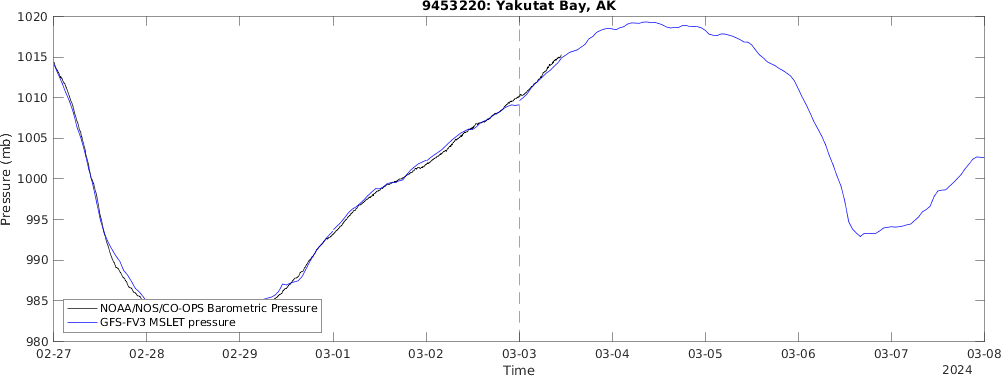 9453220: Yakutat Bay, AK
Pressure (mb)
1020
1015
1010
1005
1000
995
990
985
980
NOAA/NOS/CO-OPS Barometric Pressure
GFS-FV3 MSLET pressure
02-27 02-28 02-29 03-01 03-02 03-03 03-04 03-05 03-06 03-07 03-08
Time
2024